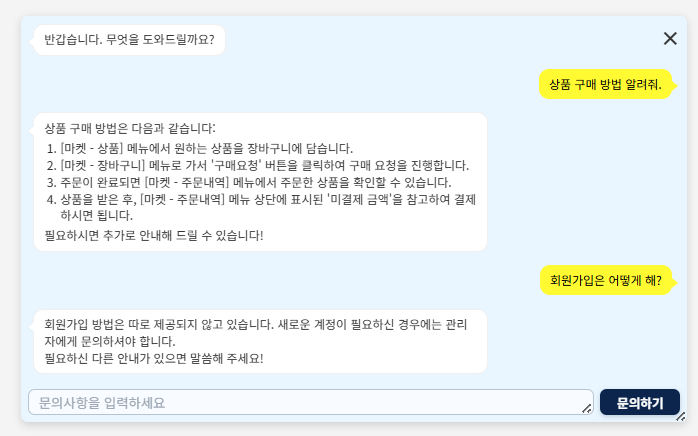 반갑습니다. 무엇을 도와드릴까요?
상품 구매 방법 알려줘.
상품 구매 방법은 다음과 같습니다:
1. [마켓 - 상품] 메뉴에서 원하는 상품을 장바구니에 담습니다.
2. [마켓 - 장바구니] 메뉴로 가서 '구매요청' 버튼을 클릭하여 구매 요청을 진행합니다.
3. 주문이 완료되면 [마켓 - 주문내역] 메뉴에서 주문한 상품을 확인할 수 있습니다.
4. 상품을 받은 후, [마켓 - 주문내역] 메뉴 상단에 표시된 '미결제 금액'을 참고하여 결제
하시면 됩니다.
필요하시면 추가로 안내해 드릴 수 있습니다!
회원가입은 어떻게 해?
회원가입 방법은 따로 제공되지 않고 있습니다. 새로운 계정이 필요하신 경우에는 관리
자에게 문의하셔야 합니다.
필요하신 다른 안내가 있으면 말씀해 주세요!
문의사항을 입력하세요
문의하기